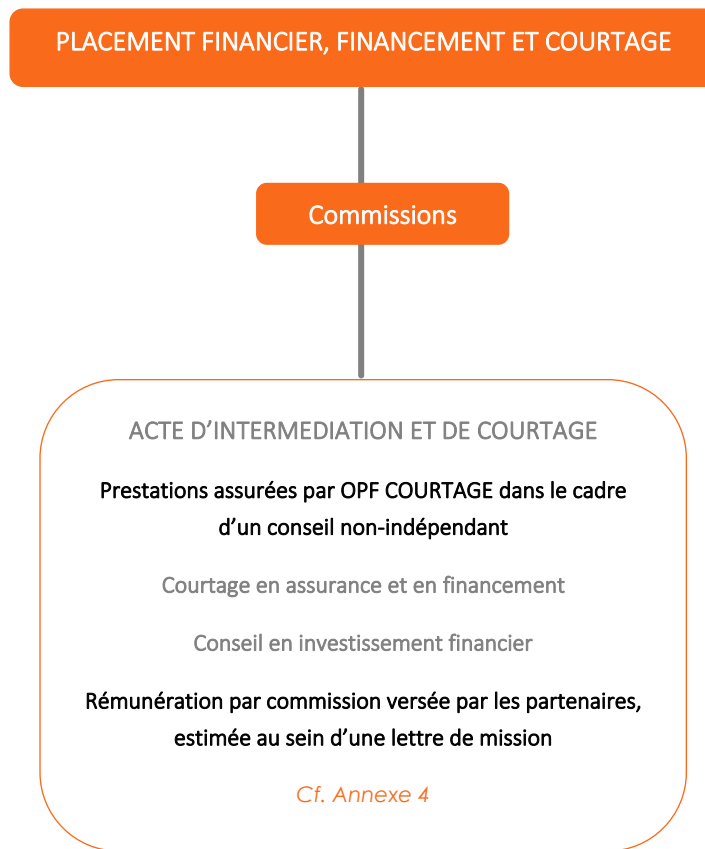 PLACEMENT FINANCIER, FINANCEMENT ET COURTAGE
Commissions
ACTE D’INTERMEDIATION ET DE COURTAGE
Prestations assurées par OPF COURTAGE dans le cadre
d’un conseil non-indépendant
Courtage en assurance et en financement
Conseil en investissement financier
Rémunération par commission versée par les partenaires,
estimée au sein d’une lettre de mission
Cf. Annexe 4